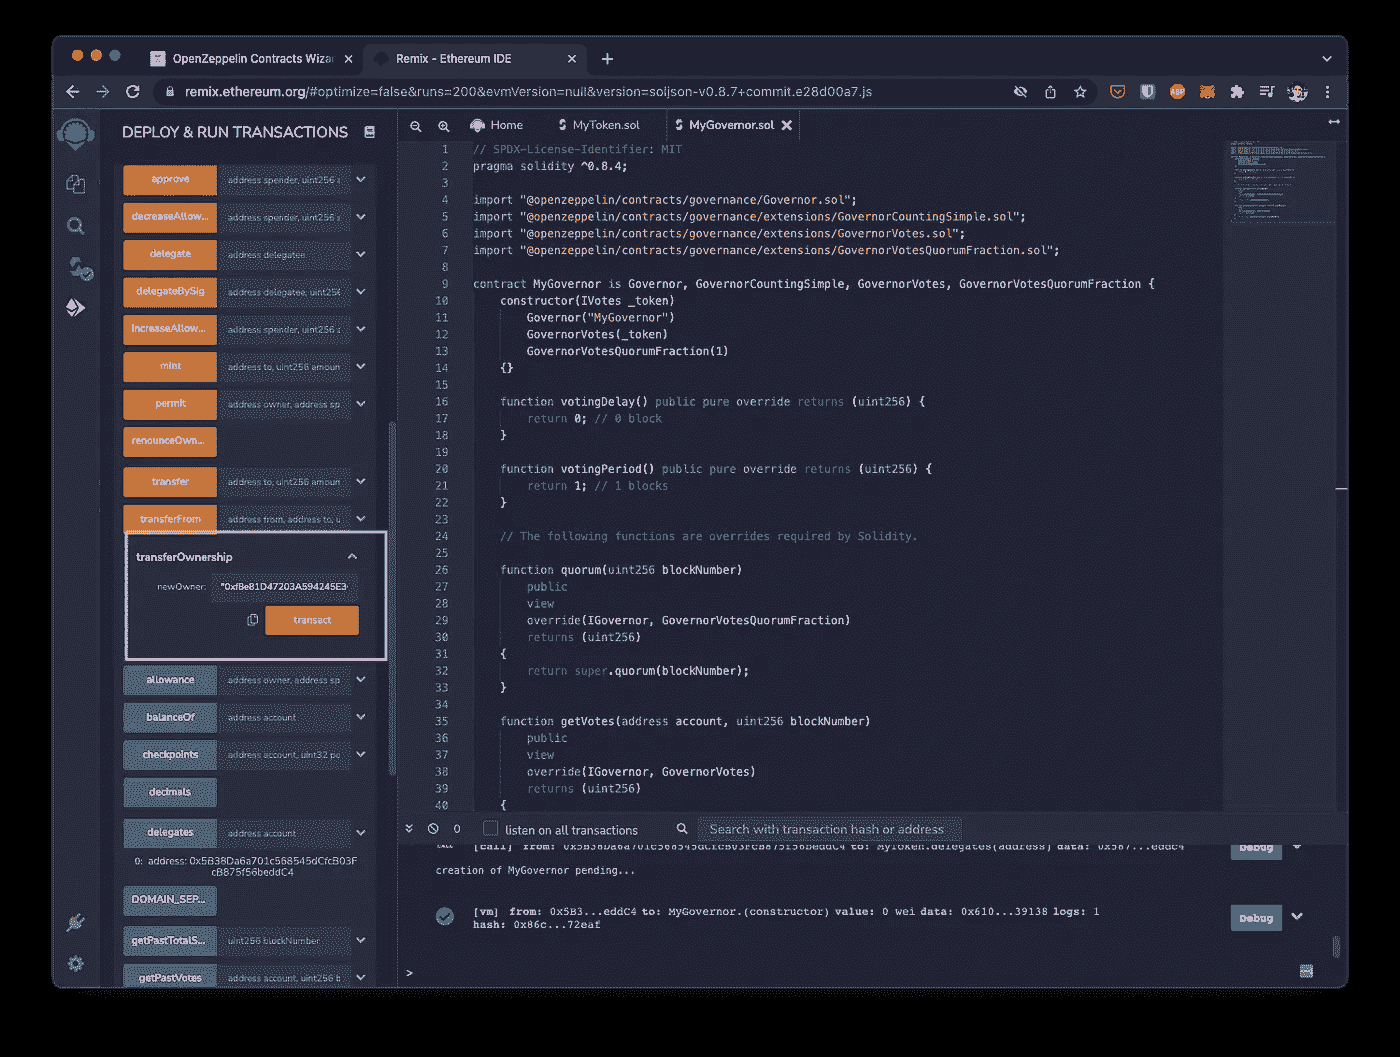 OpenZeppelin Contracts Wiza
Remix - Ethereum IDE
remix.ethereum.org/#optimize=false&runs=200&evmVersion=null&version=soljson-v0.8.7+commit.e28d00a7.js
DEPLOY & RUN TRANSACTIONS
approve address spender, uint256 a
decreaseAllow... address spender, uint256 s
delegate address delegatee
delegateBySig address delegatee, uint256
increaseAllow... address spender, uint256 a
mint address to, uint256 amoun
permit address owner, address sp
renounceOwn...
transfer address to, uint256 amoun
transferFrom address from, address to, u
transferOwnership
newOwner: "0xf8e81D47203A594245E3
transact
allowance address owner, address sp
balanceOf address account
checkpoints address account, uint32 po
decimals
delegates address account
0: address: 0x5B38Da6a701c568545dCfcB03F
cB875f56beddC4
DOMAIN_SEP...
getPastTotalS... uint256 blockNumber
getPastVotes address account, uint256 b
Home MyToken.sol MyGovernor.sol
1 // SPDX-License-Identifier: MIT
2 pragma solidity ^0.8.4;
3
4 import "@openzeppelin/contracts/governance/Governor.sol";
5 import "@openzeppelin/contracts/governance/extensions/GovernorCountingSimple.sol";
6 import "@openzeppelin/contracts/governance/extensions/GovernorVotes.sol";
7 import "@openzeppelin/contracts/governance/extensions/GovernorVotesQuorumFraction.sol";
8
9 contract MyGovernor is Governor, GovernorCountingSimple, GovernorVotes, GovernorVotesQuorumFraction {
10 constructor(IVotes _token)
11 Governor("MyGovernor")
12 GovernorVotes(_token)
13 GovernorVotesQuorumFraction(1)
14 {}
15
16 function votingDelay() public pure override returns (uint256) {
17 return 0; // 0 block
18 }
19
20 function votingPeriod() public pure override returns (uint256) {
21 return 1; // 1 blocks
22 }
23
24 // The following functions are overrides required by Solidity.
25
26 function quorum(uint256 blockNumber)
27 public
28 view
29 override(IGovernor, GovernorVotesQuorumFraction)
30 returns (uint256)
31 {
32 return super.quorum(blockNumber);
33 }
34
35 function getVotes(address account, uint256 blockNumber)
36 public
37 view
38 override(IGovernor, GovernorVotes)
39 returns (uint256)
40 {
0 listen on all transactions Search with transaction hash or address
[call] from: 0x5B38Da6a701c568545dCfcB03FcB875f56beddC4 to: MyToken.delegates(address) data: 0x587...eddc4 Debug
creation of MyGovernor pending...
[vm] from: 0x5B3...eddC4 to: MyGovernor.(constructor) value: 0 wei data: 0x610...39138 logs: 1 Debug
hash: 0x86c...72eaf
>